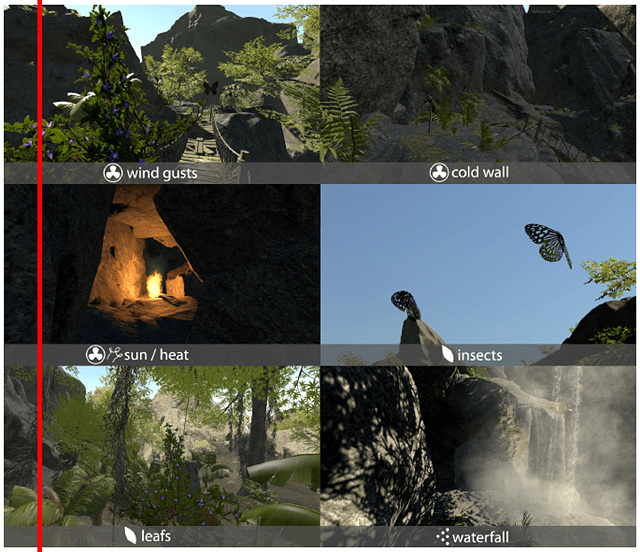 wind gusts
cold wall
sun / heat
insects
leafs
waterfall